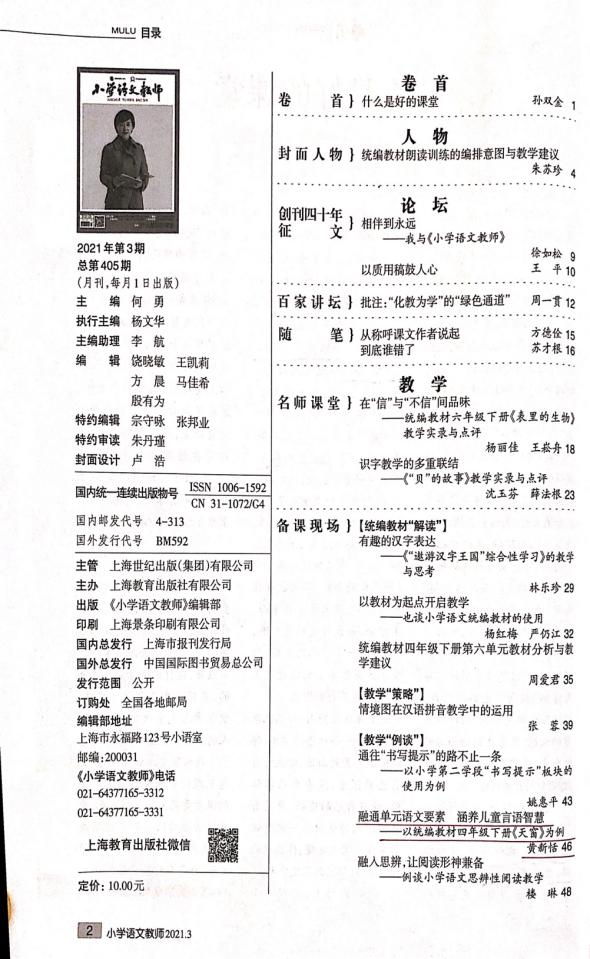 MULU 目录
小学语文教师
2021年第3期
总第405期
(月刊,每月1日出版)
主 编 何 勇
执行主编 杨文华
主编助理 李 航
编 辑 饶晓敏 王凯莉
方 晨 马佳希
殷有为
特约编辑 宗守咏 张邦业
特约审读 朱丹瑾
封面设计 卢 浩
国内统一连续出版物号 ISSN 1006-1592
CN 31-1072/G4
国内邮发代号 4-313
国外发行代号 BM592
主管 上海世纪出版(集团)有限公司
主办 上海教育出版社有限公司
出版 《小学语文教师》编辑部
印刷 上海景条印刷有限公司
国内总发行 上海市报刊发行局
国外总发行 中国国际图书贸易总公司
发行范围 公开
订购处 全国各地邮局
编辑部地址
上海市永福路123号小语室
邮编:200031
《小学语文教师》电话
021-64377165-3312
021-64377165-3331
上海教育出版社微信
定价:10.00元
卷 首
卷 首 } 什么是好的课堂 孙双金 1
人 物
封面人物 } 统编教材朗读训练的编排意图与教学建议
朱苏珍 4
论 坛
创刊四十年
征 文 } 相伴到永远
——我与《小学语文教师》
徐如松 9
以质用稿鼓人心 王 平 10
百家讲坛 } 批注:“化教为学”的“绿色通道” 周一贯 12
随 笔 } 从称呼课文作者说起 方德佺 15
到底谁错了 苏才根 16
教 学
名师课堂 } 在“信”与“不信”间品味
——统编教材六年级下册《表里的生物》
教学实录与点评
杨丽佳 王崧舟 18
识字教学的多重联结
——《“贝”的故事》教学实录与点评
沈玉芬 薛法根 23
备课现场 } 【统编教材“解读”】
有趣的汉字表达
——《“遨游汉字王国”综合性学习》的教学
与思考
林乐珍 29
以教材为起点开启教学
——也谈小学语文统编教材的使用
杨红梅 严仍江 32
统编教材四年级下册第六单元教材分析与教
学建议
周爱君 35
【教学“策略”】
情境图在汉语拼音教学中的运用
张 蓉 39
【教学“例谈”】
通往“书写提示”的路不止一条
——以小学第二学段“书写提示”板块的
使用为例
姚惠平 43
融通单元语文要素 涵养儿童言语智慧
——以统编教材四年级下册《天窗》为例
黄新恬 46
融入思辨,让阅读形神兼备
——例谈小学语文思辨性阅读教学
楼 琳 48
2 小学语文教师2021.3